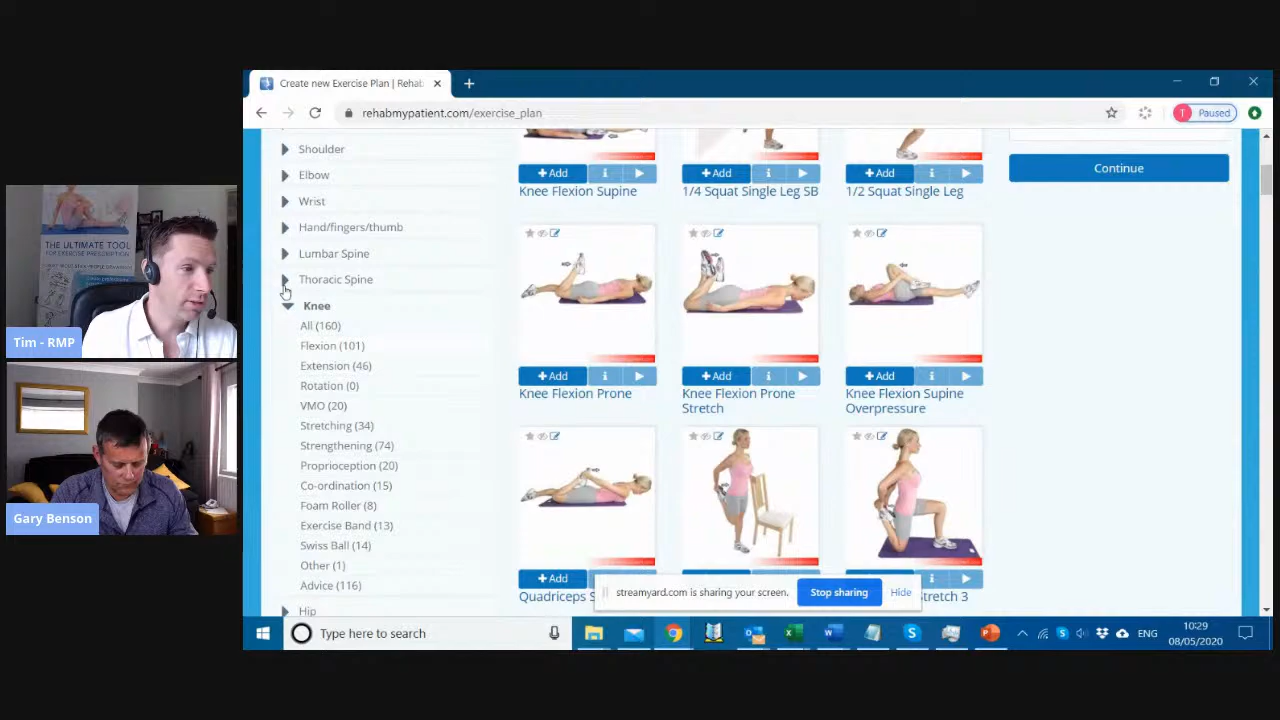 THE ULTIMATE TOOL
FOR EXERCISE PRESCRIPTION
Tim - RMP
Gary Benson
Create new Exercise Plan | Rehab
rehabmypatient.com/exercise_plan
T Paused
Shoulder
Elbow
Wrist
Hand/fingers/thumb
Lumbar Spine
Thoracic Spine
Knee
All (160)
Flexion (101)
Extension (46)
Rotation (0)
VMO (20)
Stretching (34)
Strengthening (74)
Proprioception (20)
Co-ordination (15)
Foam Roller (8)
Exercise Band (13)
Swiss Ball (14)
Other (1)
Advice (116)
Hip
+Add i
+Add i
+Add i
Knee Flexion Supine
1/4 Squat Single Leg SB
1/2 Squat Single Leg
+Add i
+Add i
+Add i
Knee Flexion Prone
Knee Flexion Prone
Stretch
Knee Flexion Supine
Overpressure
+Add
i
Quadriceps S
Stretch 3
Continue
streamyard.com is sharing your screen.
Stop sharing
Hide
Type here to search
ENG
10:29
08/05/2020